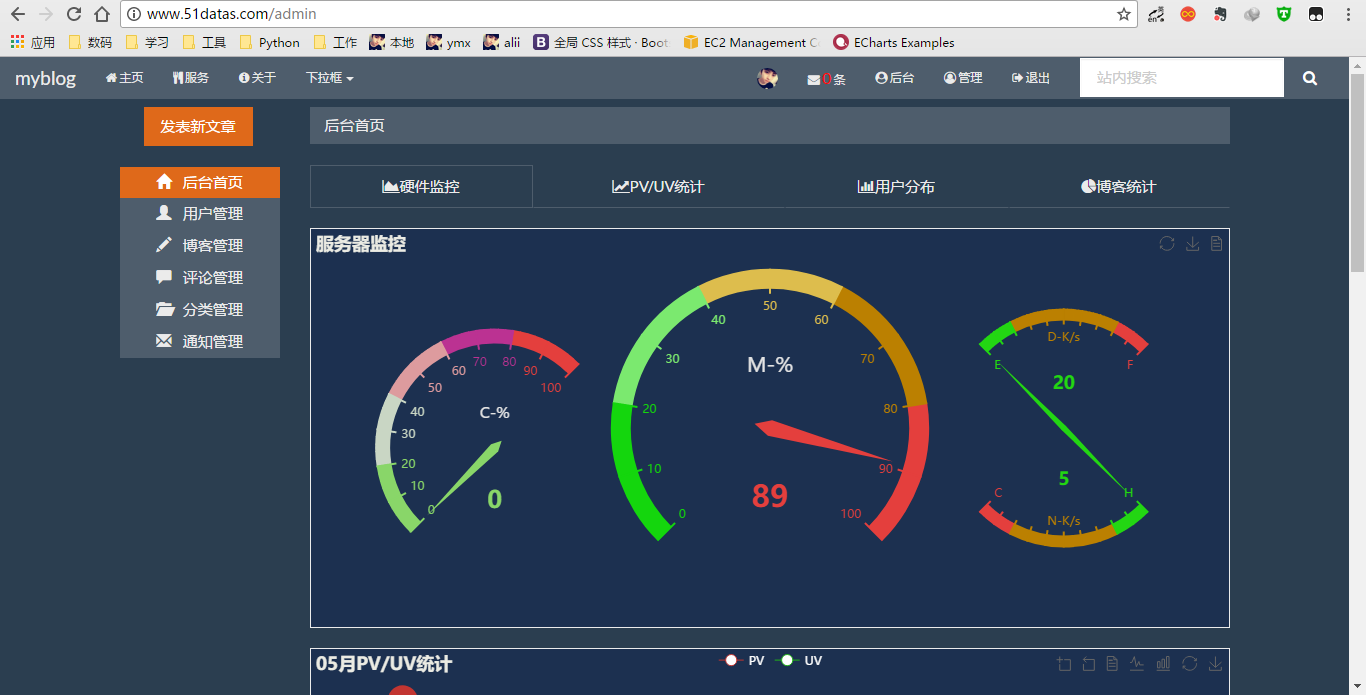 www.51datas.com/admin
应用 数码 学习 工具 Python 工作 本地 ymx alii 全局 CSS 样式 · Boot EC2 Management C ECharts Examples
myblog 主页 服务 关于 下拉框 0条 后台 管理 退出 站内搜索
发表新文章
后台首页
后台首页
用户管理
博客管理
评论管理
分类管理
通知管理
硬件监控 PV/UV统计 用户分布 博客统计
服务器监控
0 10 20 30 40 50 60 70 80 90 100
C-%
0
0 10 20 30 40 50 60 70 80 90 100
M-%
89
D-K/s
E F
20
5
C H
N-K/s
05月PV/UV统计 PV UV